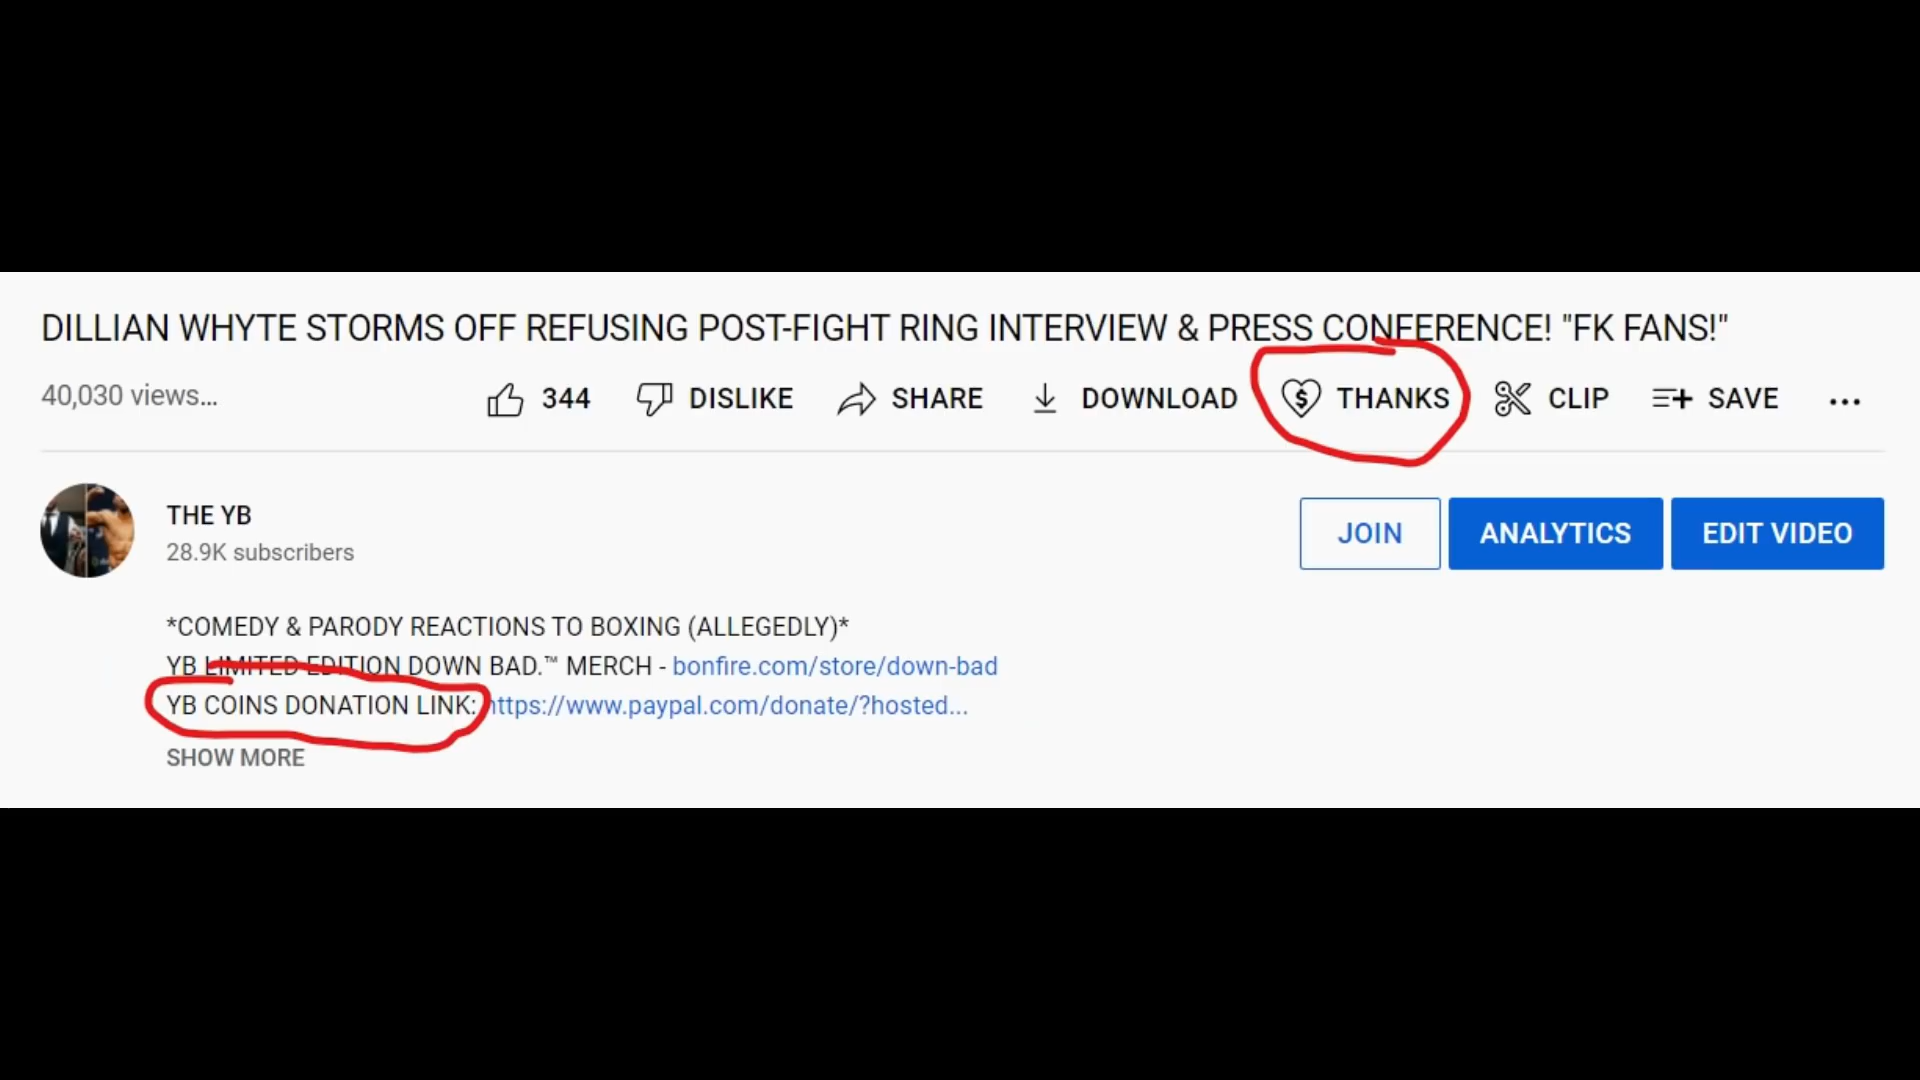 DILLIAN WHYTE STORMS OFF REFUSING POST-FIGHT RING INTERVIEW & PRESS CONFERENCE! "FK FANS!"
40,030 views...
344 DISLIKE SHARE DOWNLOAD THANKS CLIP SAVE
THE YB
28.9K subscribers
JOIN ANALYTICS EDIT VIDEO
*COMEDY & PARODY REACTIONS TO BOXING (ALLEGEDLY)*
YB LIMITED EDITION DOWN BAD.™ MERCH - bonfire.com/store/down-bad
YB COINS DONATION LINK: https://www.paypal.com/donate/?hosted...
SHOW MORE